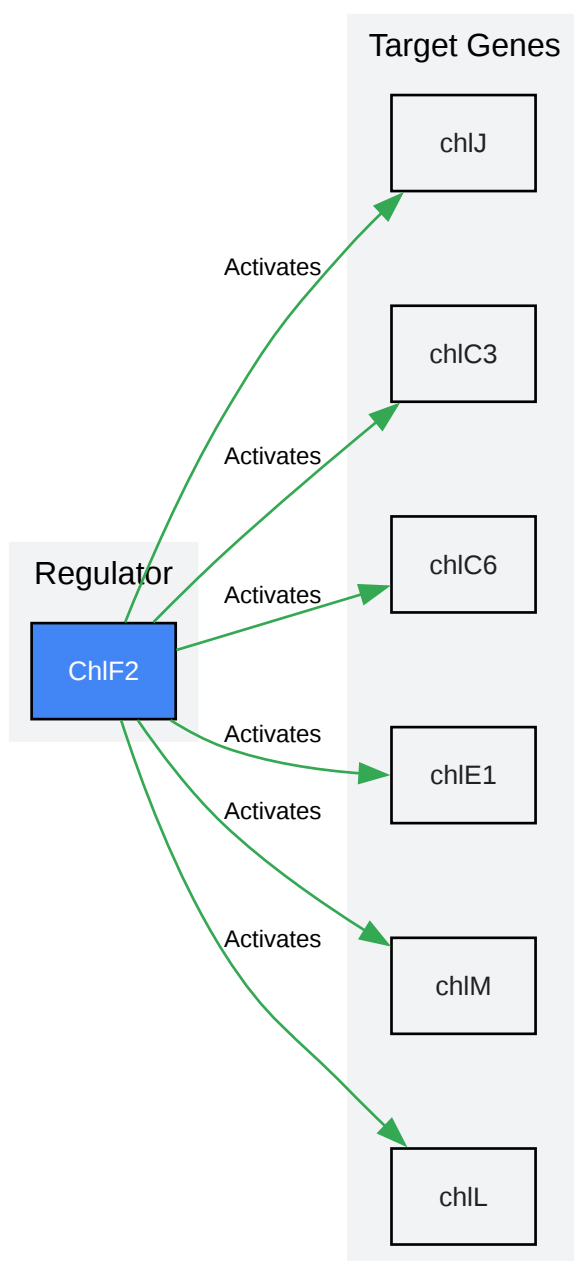 Target Genes
chlJ
Activates
chlC3
Activates
chlC6
Regulator
Activates
ChlF2
Activates
chlE1
Activates
Activates
chlM
chlL